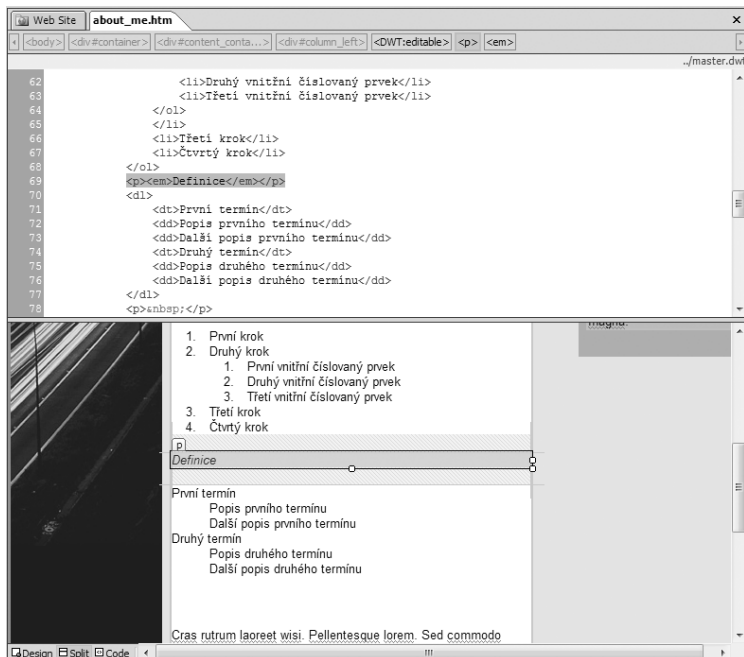 Web Site about_me.htm
<body> <div#container> <div#content_conta...> <div#column_left> <DWT:editable> <p> <em>
../master.dwt
62 <li>Druhý vnitřní číslovaný prvek</li>
63 <li>Třetí vnitřní číslovaný prvek</li>
64 </ol>
65 </li>
66 <li>Třetí krok</li>
67 <li>Čtvrtý krok</li>
68 </ol>
69 <p><em>Definice</em></p>
70 <dl>
71 <dt>První termín</dt>
72 <dd>Popis prvního termínu</dd>
73 <dd>Další popis prvního termínu</dd>
74 <dt>Druhý termín</dt>
75 <dd>Popis druhého termínu</dd>
76 <dd>Další popis druhého termínu</dd>
77 </dl>
78 <p>&nbsp;</p>
magna.
1. První krok
2. Druhý krok
1. První vnitřní číslovaný prvek
2. Druhý vnitřní číslovaný prvek
3. Třetí vnitřní číslovaný prvek
3. Třetí krok
4. Čtvrtý krok
p
Definice
První termín
Popis prvního termínu
Další popis prvního termínu
Druhý termín
Popis druhého termínu
Další popis druhého termínu
Cras rutrum laoreet wisi. Pellentesque lorem. Sed commodo
Design Split Code